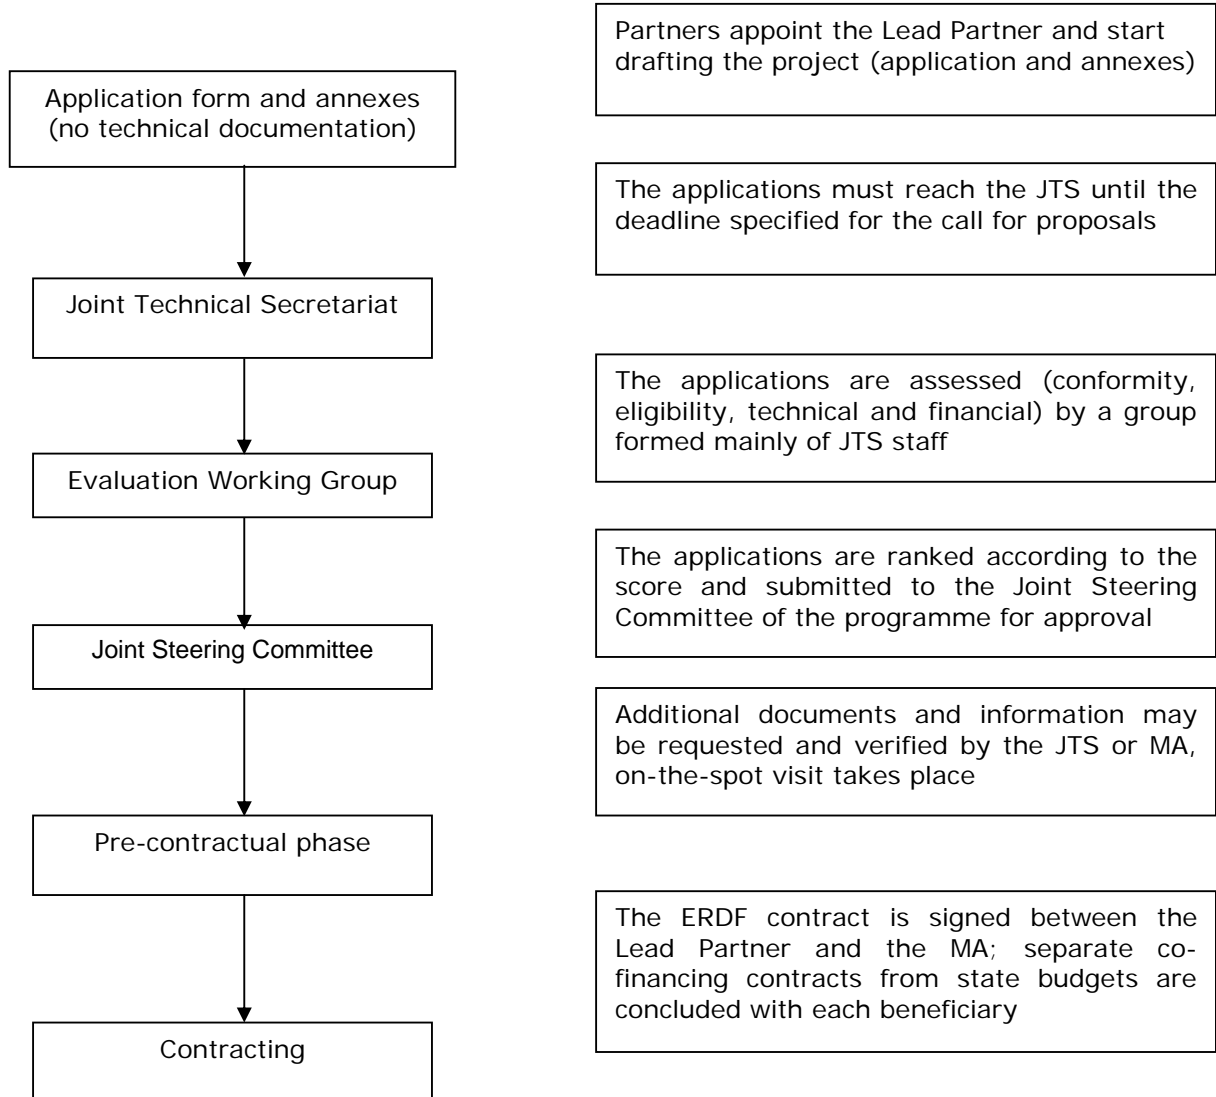 Partners appoint the Lead Partner and start
drafting the project (application and annexes)
Application form and annexes
(no technical documentation)
The applications must reach the JTS until the
deadline specified for the call for proposals
Joint Technical Secretariat
The applications are assessed (conformity,
eligibility, technical and financial) by a group
formed mainly of JTS staff
Evaluation Working Group
The applications are ranked according to the
score and submitted to the Joint Steering
Committee of the programme for approval
Joint Steering Committee
Additional documents and information may
be requested and verified by the JTS or MA,
on-the-spot visit takes place
Pre-contractual phase
The ERDF contract is signed between the
Lead Partner and the MA; separate co-
financing contracts from state budgets are
concluded with each beneficiary
Contracting